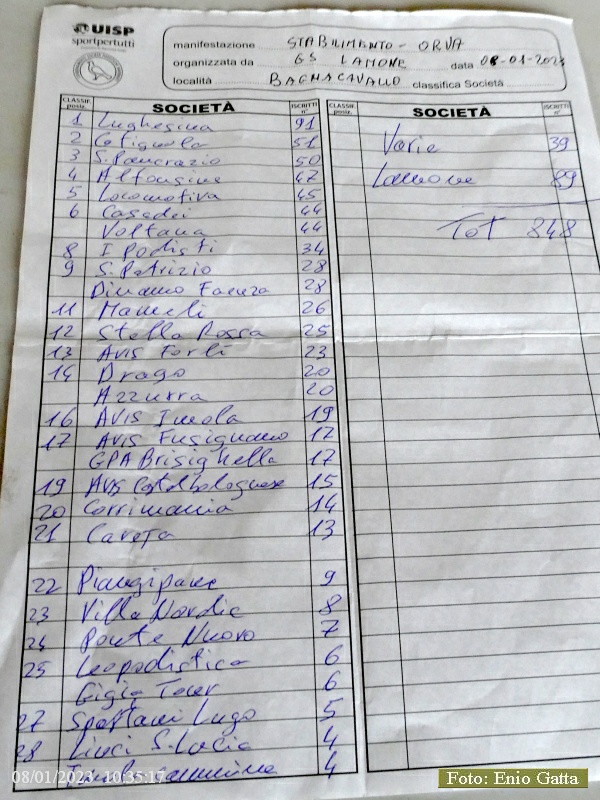 UISP
sportpertutti
manifestazione STABILIMENTO - ORVA
organizzata da GS LAMONE data 08-01-2023
località BAGNACAVALLO classifica Società
CLASSIF. posiz. SOCIETÀ ISCRITTI n°
1 Lughesina 91
2 Cotignola 51
3 S. Pancrazio 50
4 Alfonsine 47
5 Locomotiva 45
6 Casadei 44
Voltana 44
8 I Podisti 34
9 S. Patrizio 28
Dinamo Faenza 28
11 Mameli 26
12 Stella Rossa 25
13 AVIS Forlì 23
14 Drago 20
Azzurra 20
16 AVIS Imola 19
17 AVIS Fusignano 17
GPA Brisighella 17
19 AVIS Castelbolognese 15
20 Corrimania 14
21 Caveja 13
22 Piangipane 9
23 Villa Nordic 8
24 Ponte Nuovo 7
25 Leopodistica 6
Gigia Tour 6
27 Spartani Lugo 5
28 Linci S. Lucia 4
4
CLASSIF. posiz. SOCIETÀ ISCRITTI n°
Varie 39
Lamone 89
Tot 848
08/01/2023 10:35:17
Foto: Enio Gatta